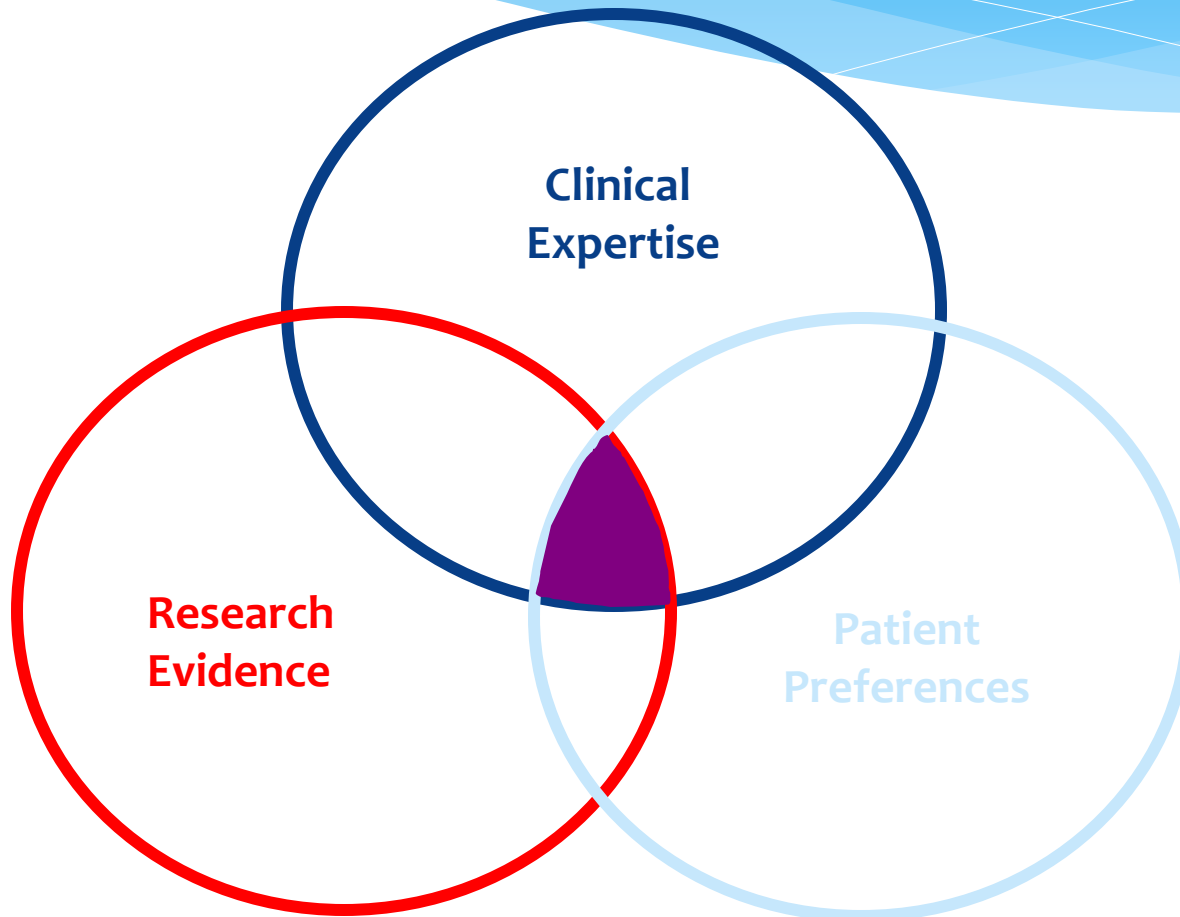 Clinical
Expertise
Research
Evidence
Patient
Preferences